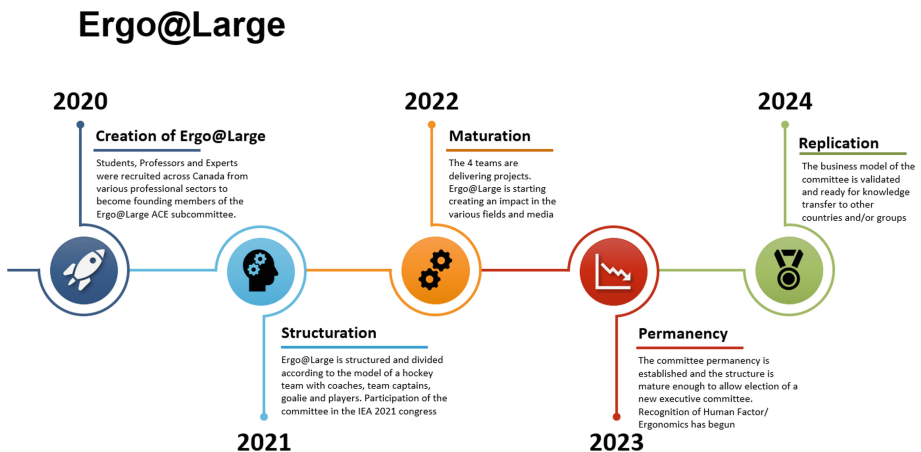 Ergo@Large
2020
Creation of Ergo@Large
Students, Professors and Experts
were recruited across Canada from
various professional sectors to
become founding members of the
Ergo@Large ACE subcommittee.
2022
Maturation
The 4 teams are
delivering projects.
Ergo@Large is starting
creating an impact in the
various fields and media
2024
Replication
The business model of the
committee is validated
and ready for knowledge
transfer to other
countries and/or groups
Structuration
Ergo@Large is structured and divided
according to the model of a hockey
team with coaches, team captains,
goalie and players. Participation of the
committee in the IEA 2021 congress
2021
Permanency
The committee permanency is
established and the structure is
mature enough to allow election of a
new executive committee.
Recognition of Human Factor/
Ergonomics has begun
2023